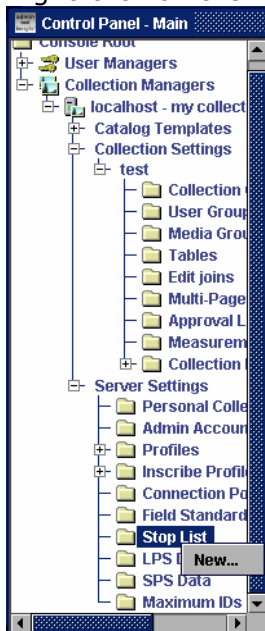 Control Panel - Main
Console Root
User Managers
Collection Managers
localhost - my collect
Catalog Templates
Collection Settings
test
Collection
User Group
Media Grou
Tables
Edit joins
Multi-Page
Approval L
Measurem
Collection
Server Settings
Personal Colle
Admin Accoun
Profiles
Inscribe Profil
Connection Po
Field Standard
Stop List
LPS D
New...
SPS Data
Maximum IDs